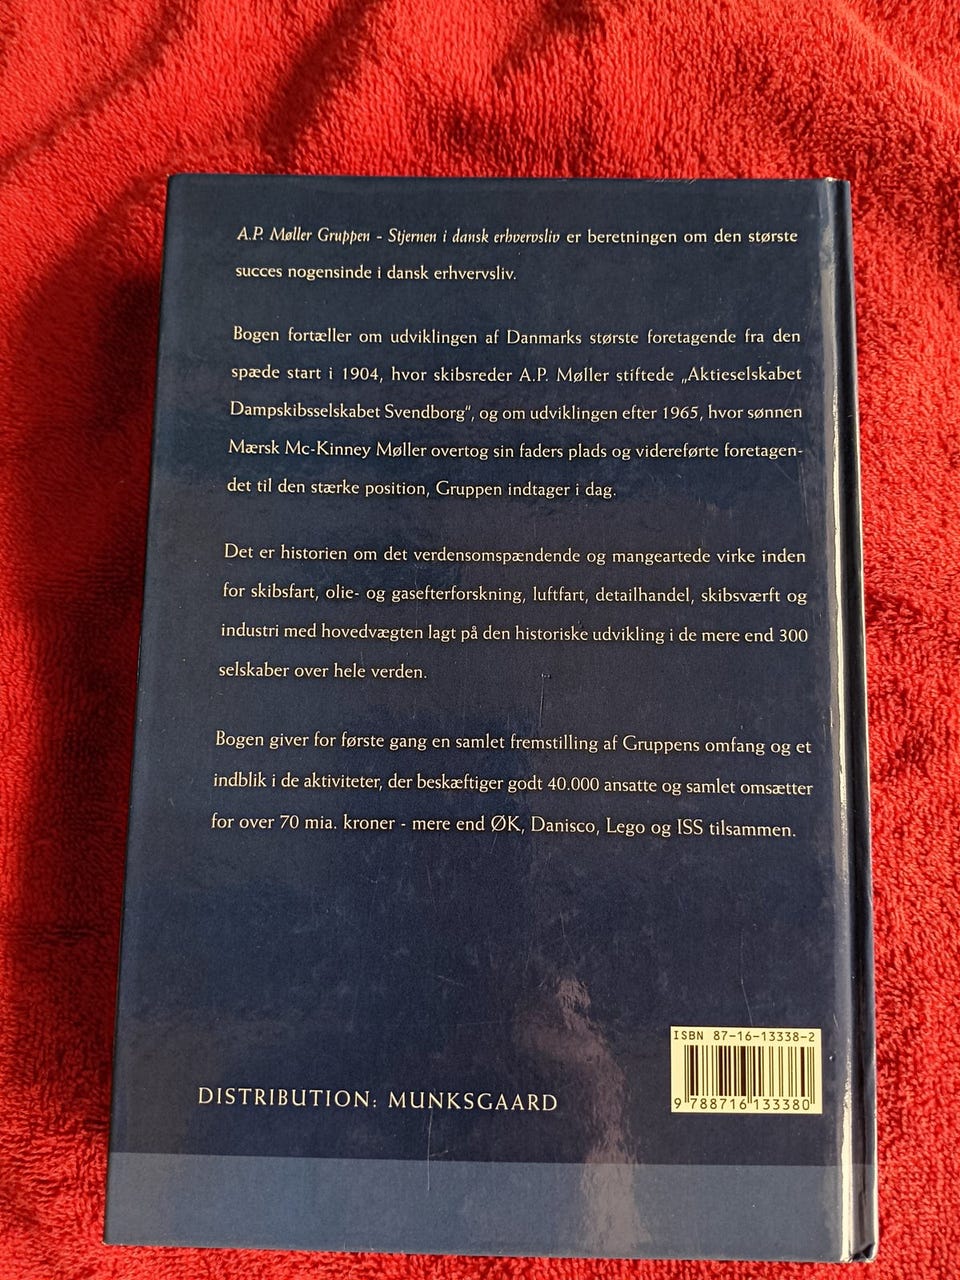 A.P. Møller Gruppen - Stjernen i dansk erhvervsliv er beretningen om den største
succes nogensinde i dansk erhvervsliv.
Bogen fortæller om udviklingen af Danmarks største foretagende fra den
spæde start i 1904, hvor skibsreder A.P. Møller stiftede „Aktieselskabet
Dampskibsselskabet Svendborg“, og om udviklingen efter 1965, hvor sønnen
Mærsk Mc-Kinney Møller overtog sin faders plads og videreførte foretagen-
det til den stærke position, Gruppen indtager i dag.
Det er historien om det verdensomspændende og mangeartede virke inden
for skibsfart, olie- og gasefterforskning, luftfart, detailhandel, skibsværft og
industri med hovedvægten lagt på den historiske udvikling i de mere end 300
selskaber over hele verden.
Bogen giver for første gang en samlet fremstilling af Gruppens omfang og et
indblik i de aktiviteter, der beskæftiger godt 40.000 ansatte og samlet omsætter
for over 70 mia. kroner - mere end ØK, Danisco, Lego og ISS tilsammen.
ISBN 87-16-13338-2
9 788716 133380
DISTRIBUTION: MUNKSGAARD